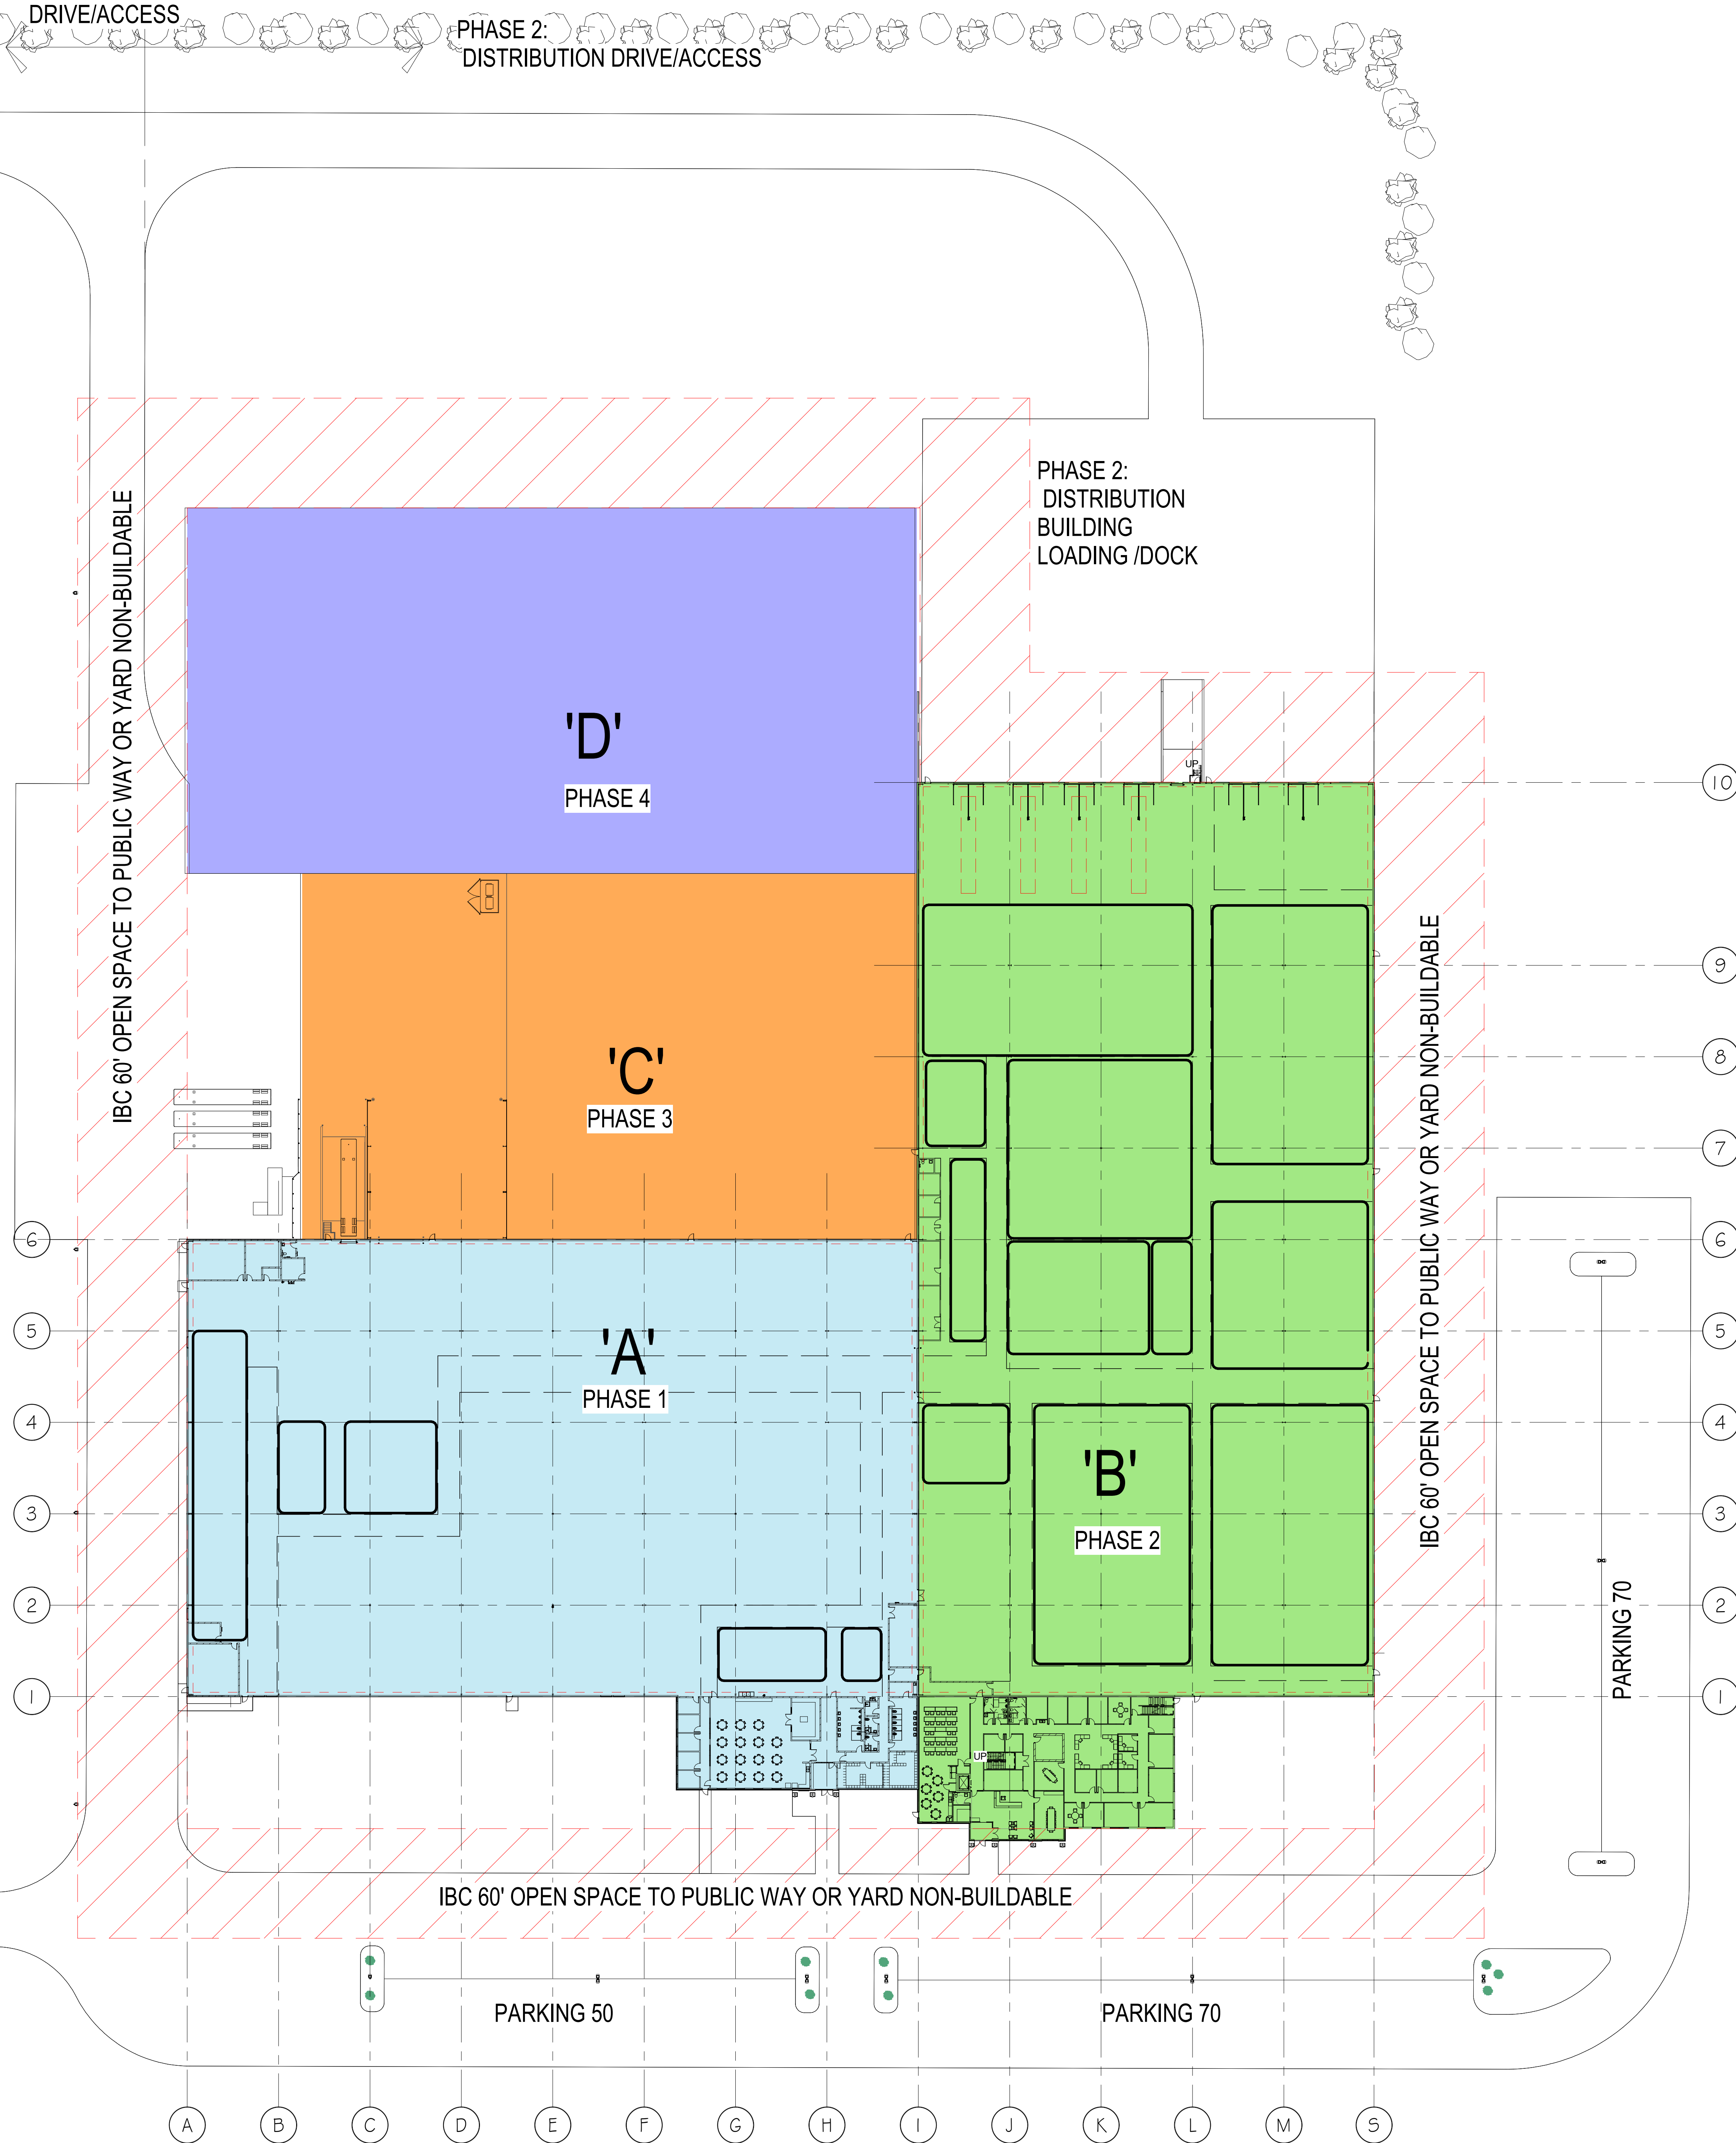 DRIVE/ACCESS
PHASE 2:
DISTRIBUTION DRIVE/ACCESS
PHASE 2:
DISTRIBUTION
BUILDING
LOADING /DOCK
IBC 60' OPEN SPACE TO PUBLIC WAY OR YARD NON-BUILDABLE
'D'
PHASE 4
UP
10
9
8
7
6
5
4
3
2
1
'C'
PHASE 3
IBC 60' OPEN SPACE TO PUBLIC WAY OR YARD NON-BUILDABLE
6
5
4
3
2
1
'A'
PHASE 1
'B'
PHASE 2
PARKING 70
UP
IBC 60' OPEN SPACE TO PUBLIC WAY OR YARD NON-BUILDABLE
PARKING 50
PARKING 70
A B C D E F G H I J K L M S